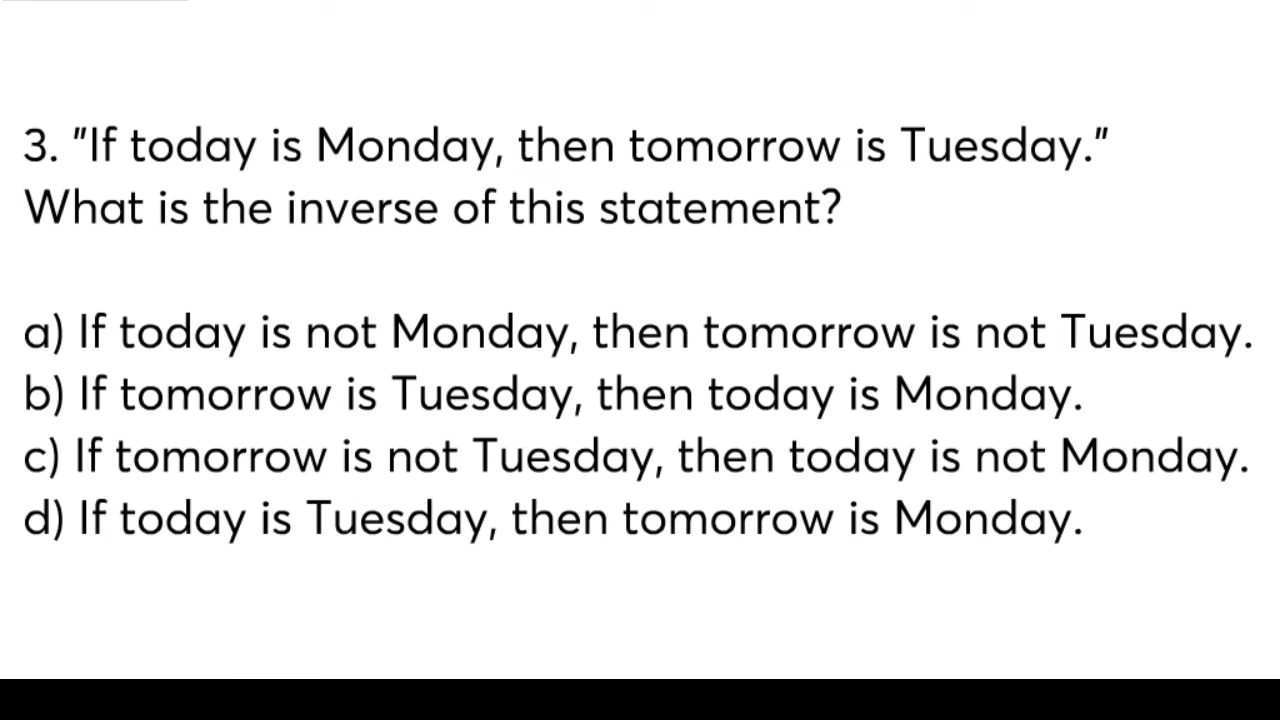 3. "If today is Monday, then tomorrow is Tuesday."
What is the inverse of this statement?
a) If today is not Monday, then tomorrow is not Tuesday.
b) If tomorrow is Tuesday, then today is Monday.
c) If tomorrow is not Tuesday, then today is not Monday.
d) If today is Tuesday, then tomorrow is Monday.